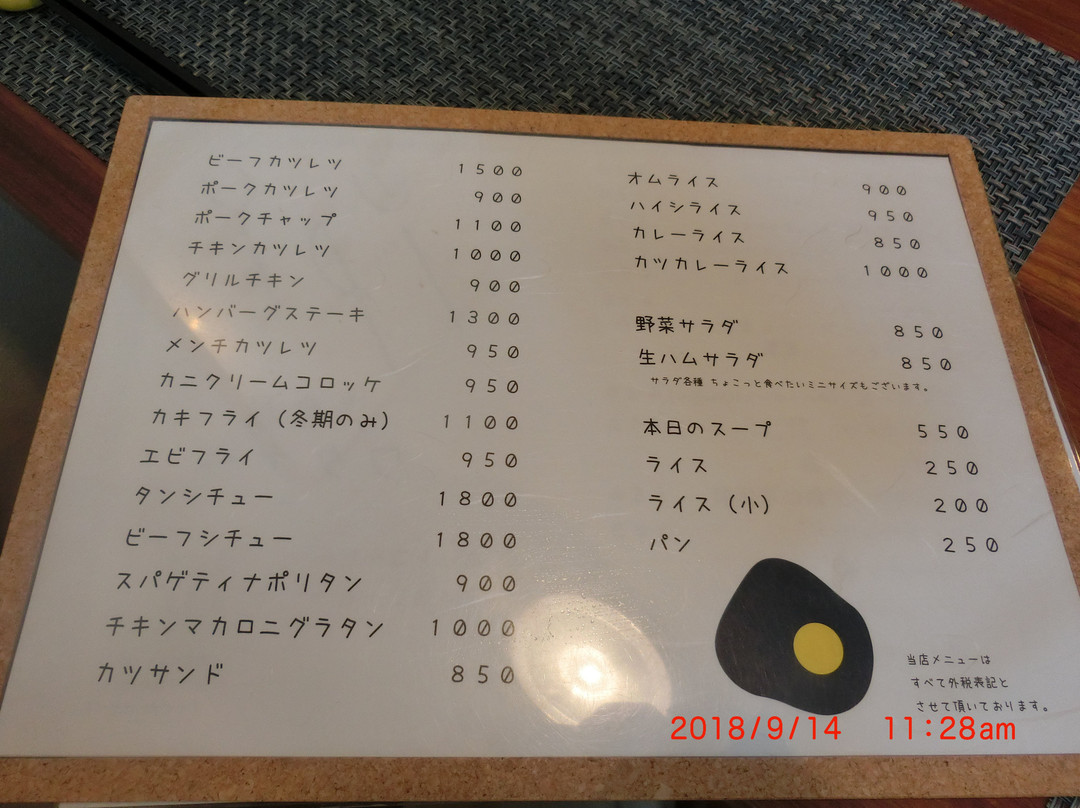 ビーフカツレツ 1500
ポークカツレツ 900
ポークチャップ 1100
チキンカツレツ 1000
グリルチキン 900
ハンバーグステーキ 1300
メンチカツレツ 950
カニクリームコロッケ 950
カキフライ（冬期のみ） 1100
エビフライ 950
タンシチュー 1800
ビーフシチュー 1800
スパゲティナポリタン 900
チキンマカロニグラタン 1000
カツサンド 850
オムライス 900
ハイシライス 950
カレーライス 850
カツカレーライス 1000
野菜サラダ 850
生ハムサラダ 850
サラダ各種 ちょこっと食べたいミニサイズもございます。
本日のスープ 550
ライス 250
ライス（小） 200
パン 250
当店メニューは
すべて外税表記と
させて頂いております。
2018/9/14 11:28am